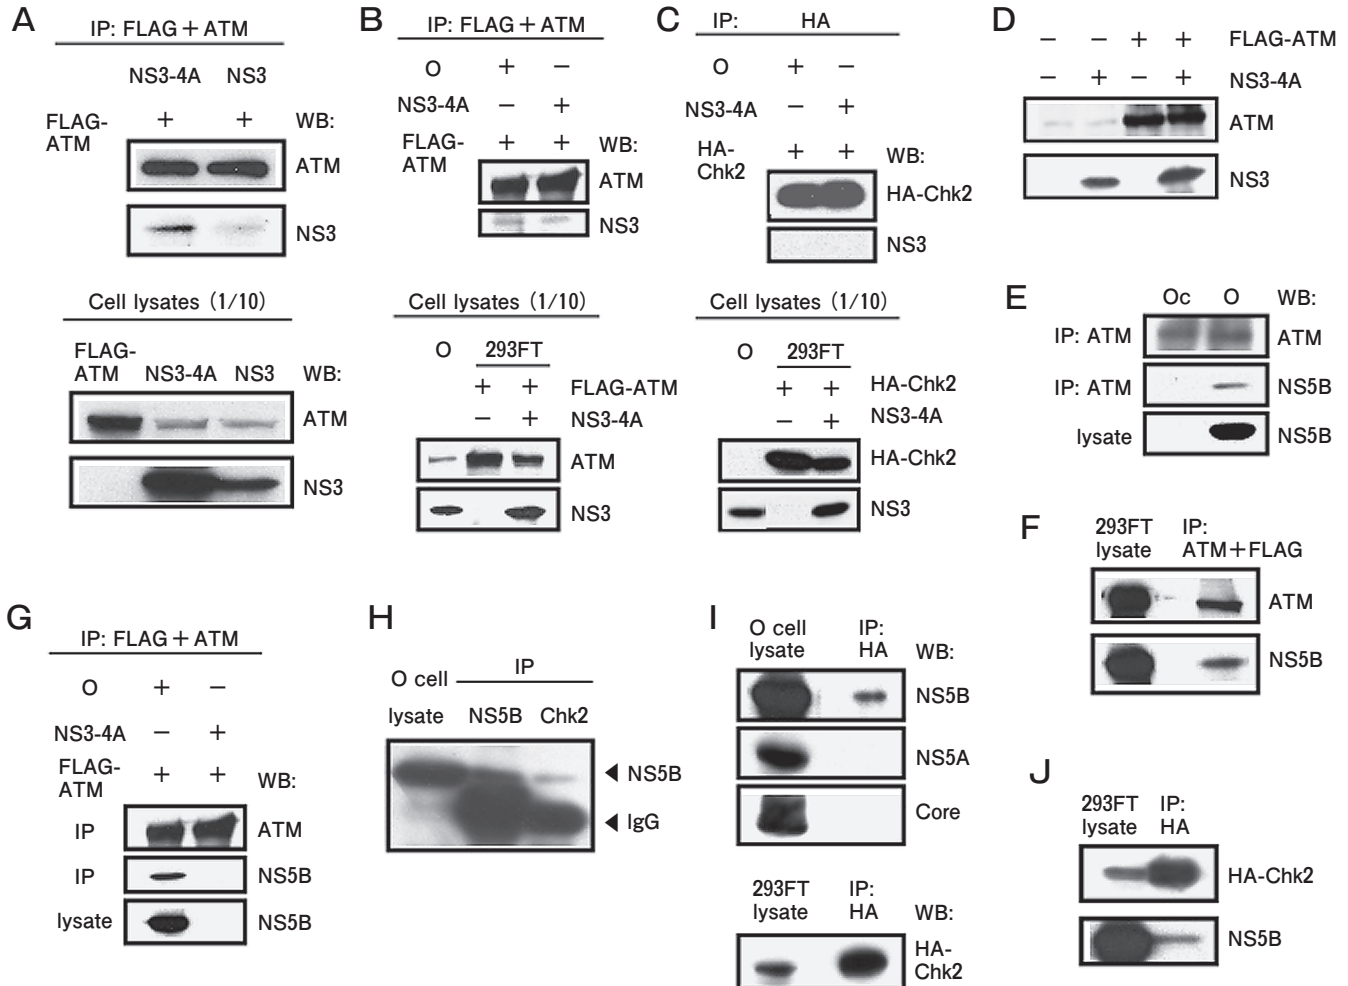 A
IP: FLAG + ATM
NS3-4A NS3
FLAG-
ATM
+ + WB:
ATM
NS3
Cell lysates (1/10)
FLAG-
ATM NS3-4A NS3 WB:
ATM
NS3
B
IP: FLAG + ATM
O + −
NS3-4A − +
FLAG-
ATM
+ + WB:
ATM
NS3
Cell lysates (1/10)
O 293FT
+ + FLAG-ATM
− + NS3-4A
ATM
NS3
C
IP: HA
O + −
NS3-4A − +
HA-
Chk2
+ + WB:
HA-Chk2
NS3
Cell lysates (1/10)
O 293FT
+ + HA-Chk2
− + NS3-4A
HA-Chk2
NS3
D
− − + + FLAG-ATM
− + − + NS3-4A
ATM
NS3
E
Oc O WB:
IP: ATM ATM
IP: ATM NS5B
lysate NS5B
F
293FT IP:
lysate ATM+FLAG
ATM
NS5B
G
IP: FLAG + ATM
O + −
NS3-4A − +
FLAG-
ATM
+ + WB:
IP ATM
IP NS5B
lysate NS5B
H
O cell IP
lysate NS5B Chk2
◀ NS5B
◀ IgG
I
O cell IP:
lysate HA WB:
NS5B
NS5A
Core
293FT IP:
lysate HA WB:
HA-
Chk2
J
293FT IP:
lysate HA
HA-Chk2
NS5B